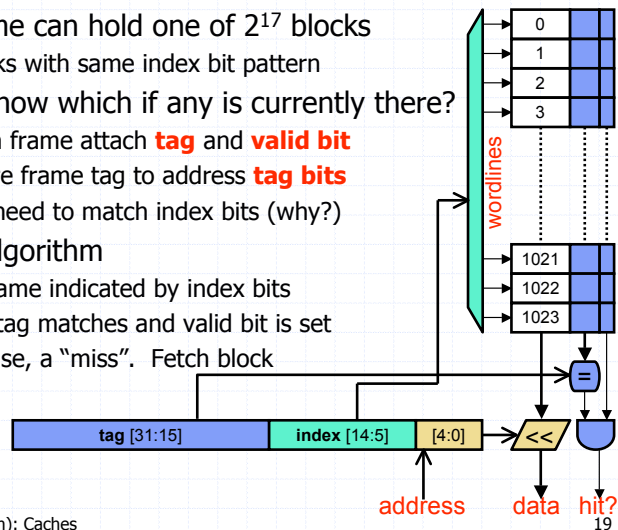 me can hold one of 2¹⁷ blocks
ks with same index bit pattern
now which if any is currently there?
n frame attach tag and valid bit
e frame tag to address tag bits
need to match index bits (why?)
lgorithm
ame indicated by index bits
tag matches and valid bit is set
se, a “miss”. Fetch block
0
1
2
3
wordlines
1021
1022
1023
=
tag [31:15]
index [14:5]
[4:0]
<<
address
data
hit?
n): Caches
19